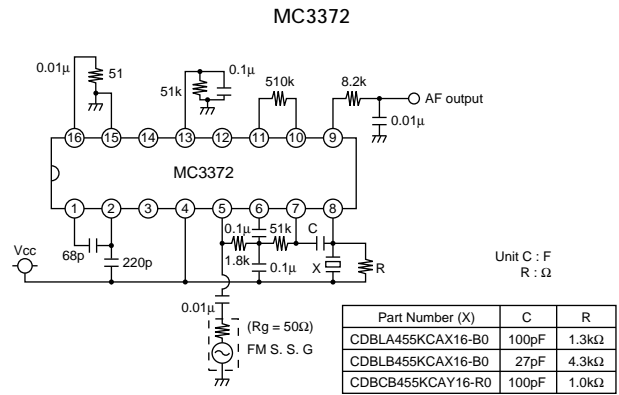 MC3372
0.01μ
51
51k
0.1μ
510k
8.2k
AF output
0.01μ
16 15 14 13 12 11 10 9
MC3372
1 2 3 4 5 6 7 8
Vcc
68p
220p
0.1μ
51k
C
1.8k
0.1μ
X
R
Unit C : F
R : Ω
0.01μ
(Rg = 50Ω)
FM S. S. G
Part Number (X) C R
CDBLA455KCAX16-B0 100pF 1.3kΩ
CDBLB455KCAX16-B0 27pF 4.3kΩ
CDBCB455KCAY16-R0 100pF 1.0kΩ